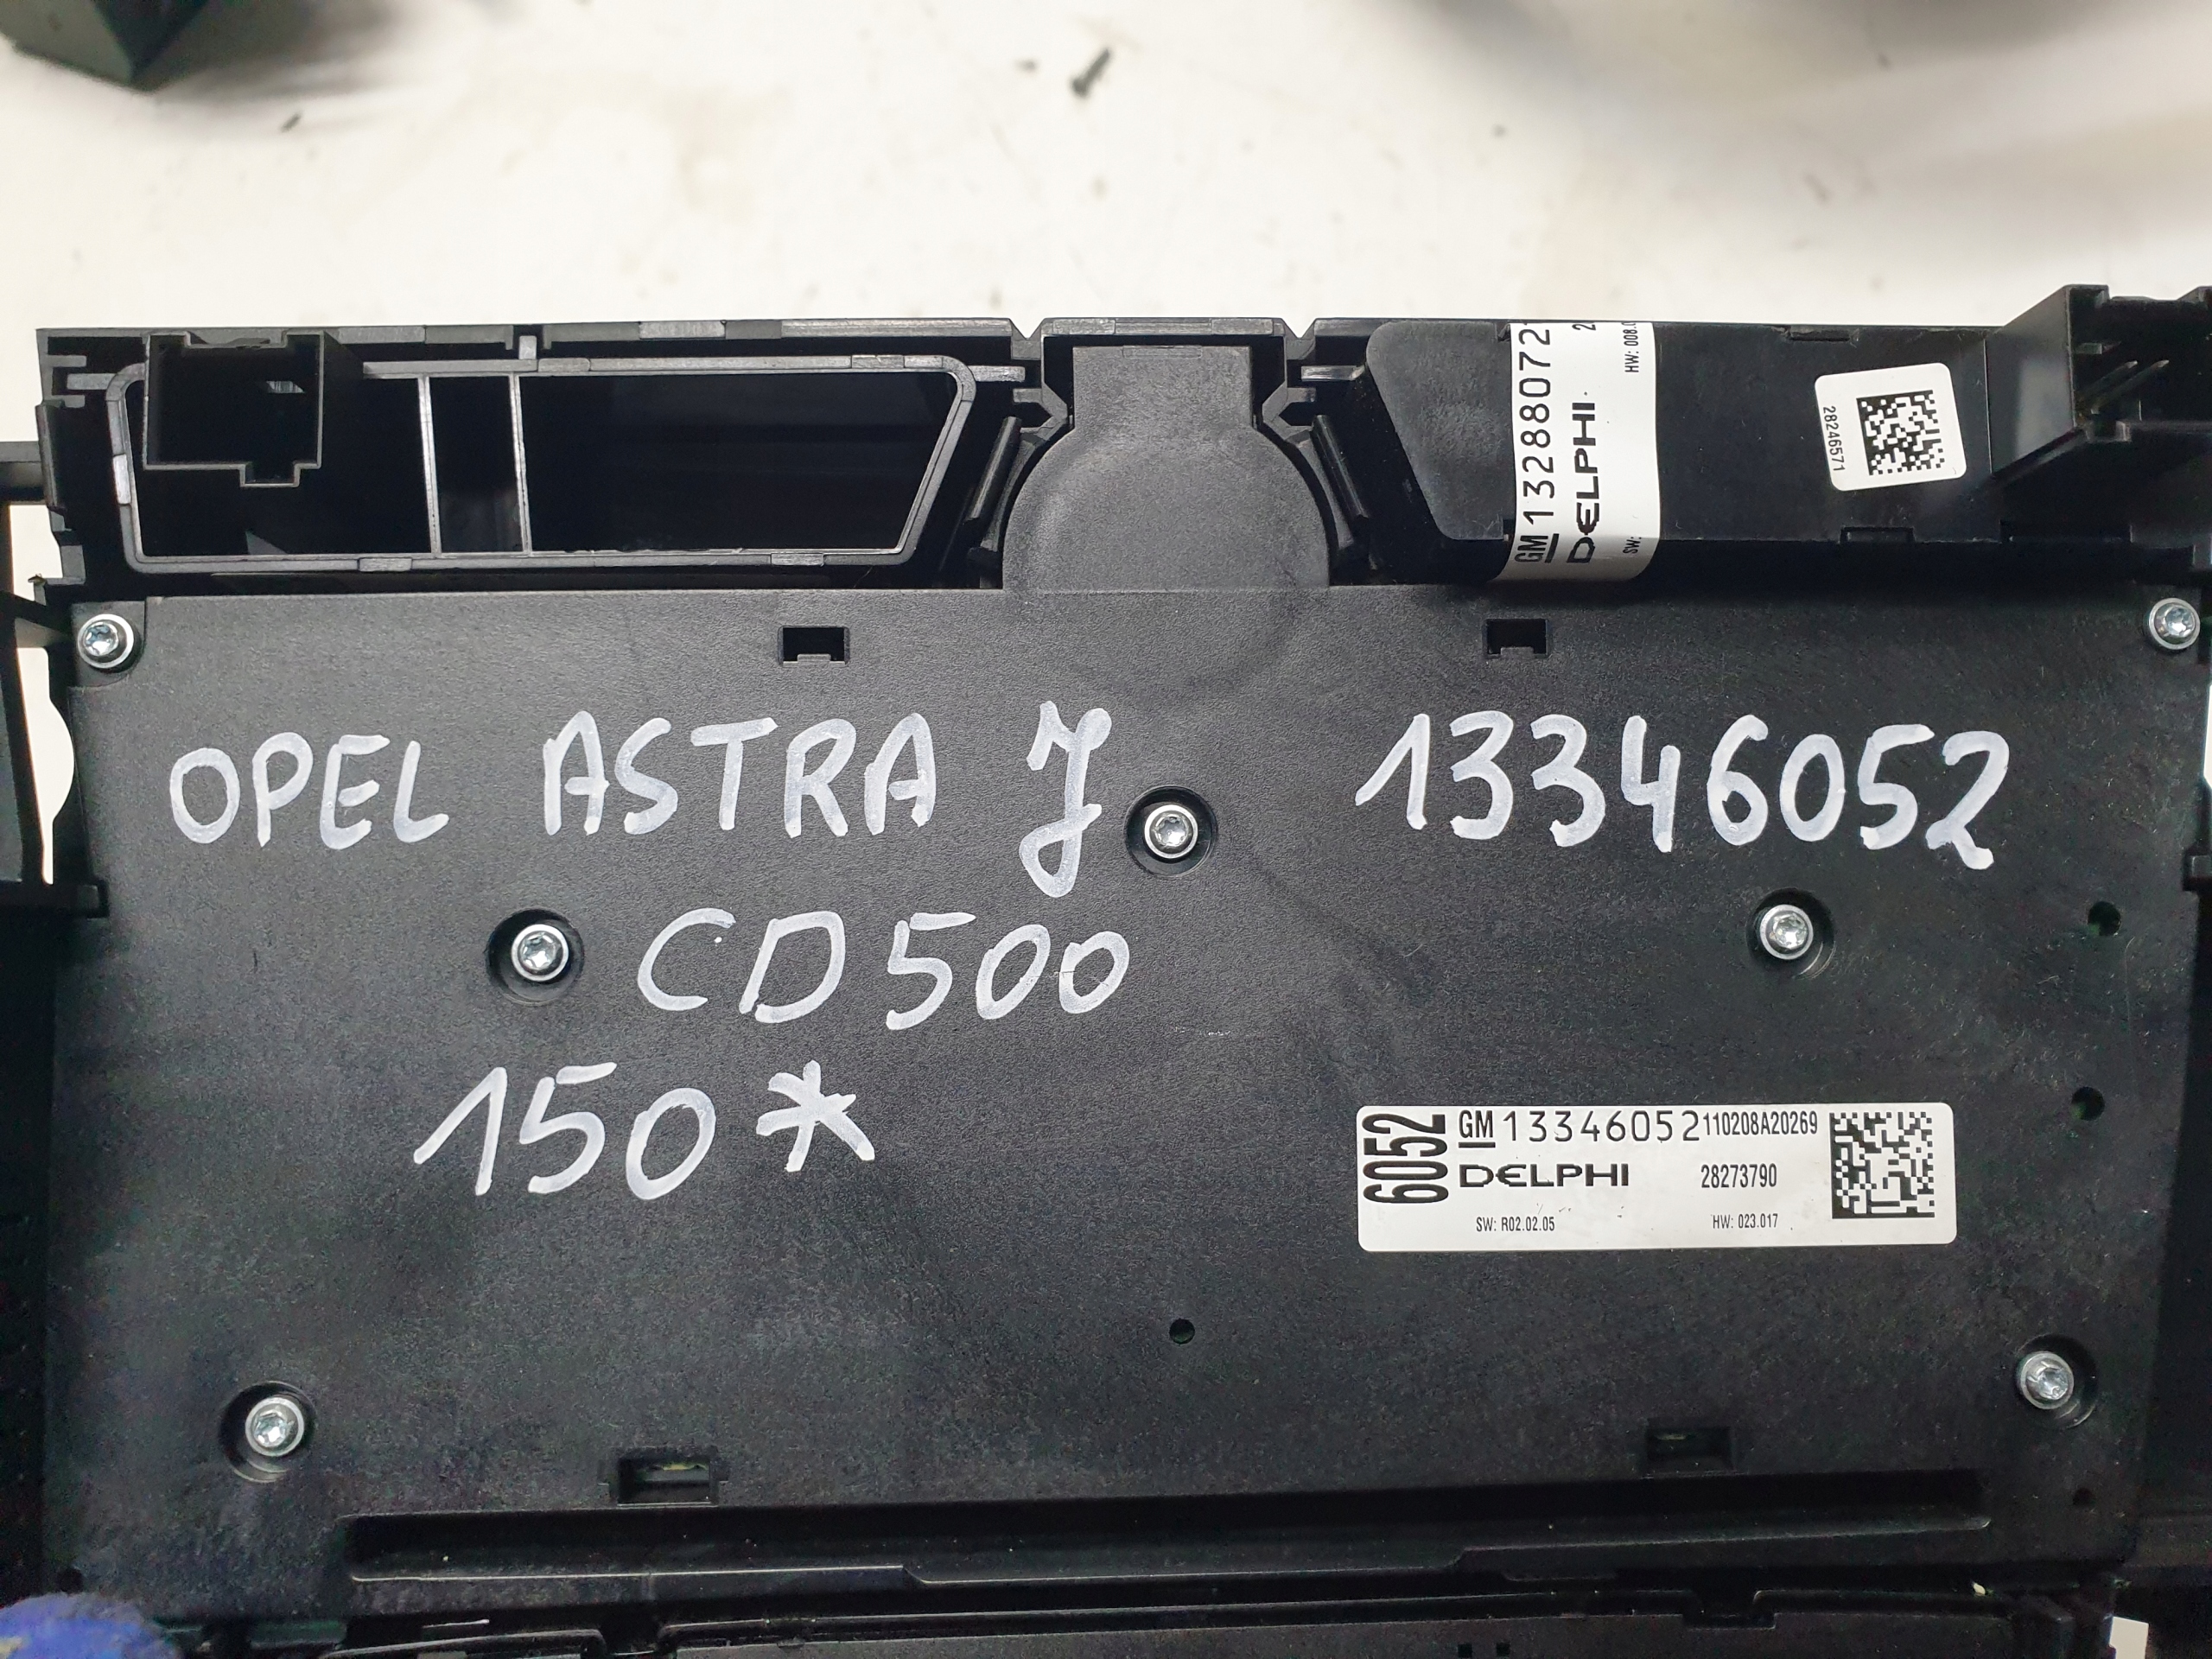 GM 13288072
DELPHI
SW:
HW: 008.0
28246571
OPEL ASTRA J 13346052
CD500
150*
6052
GM 13346052 110208A20269
DELPHI 28273790
SW: R02.02.05 HW: 023.017